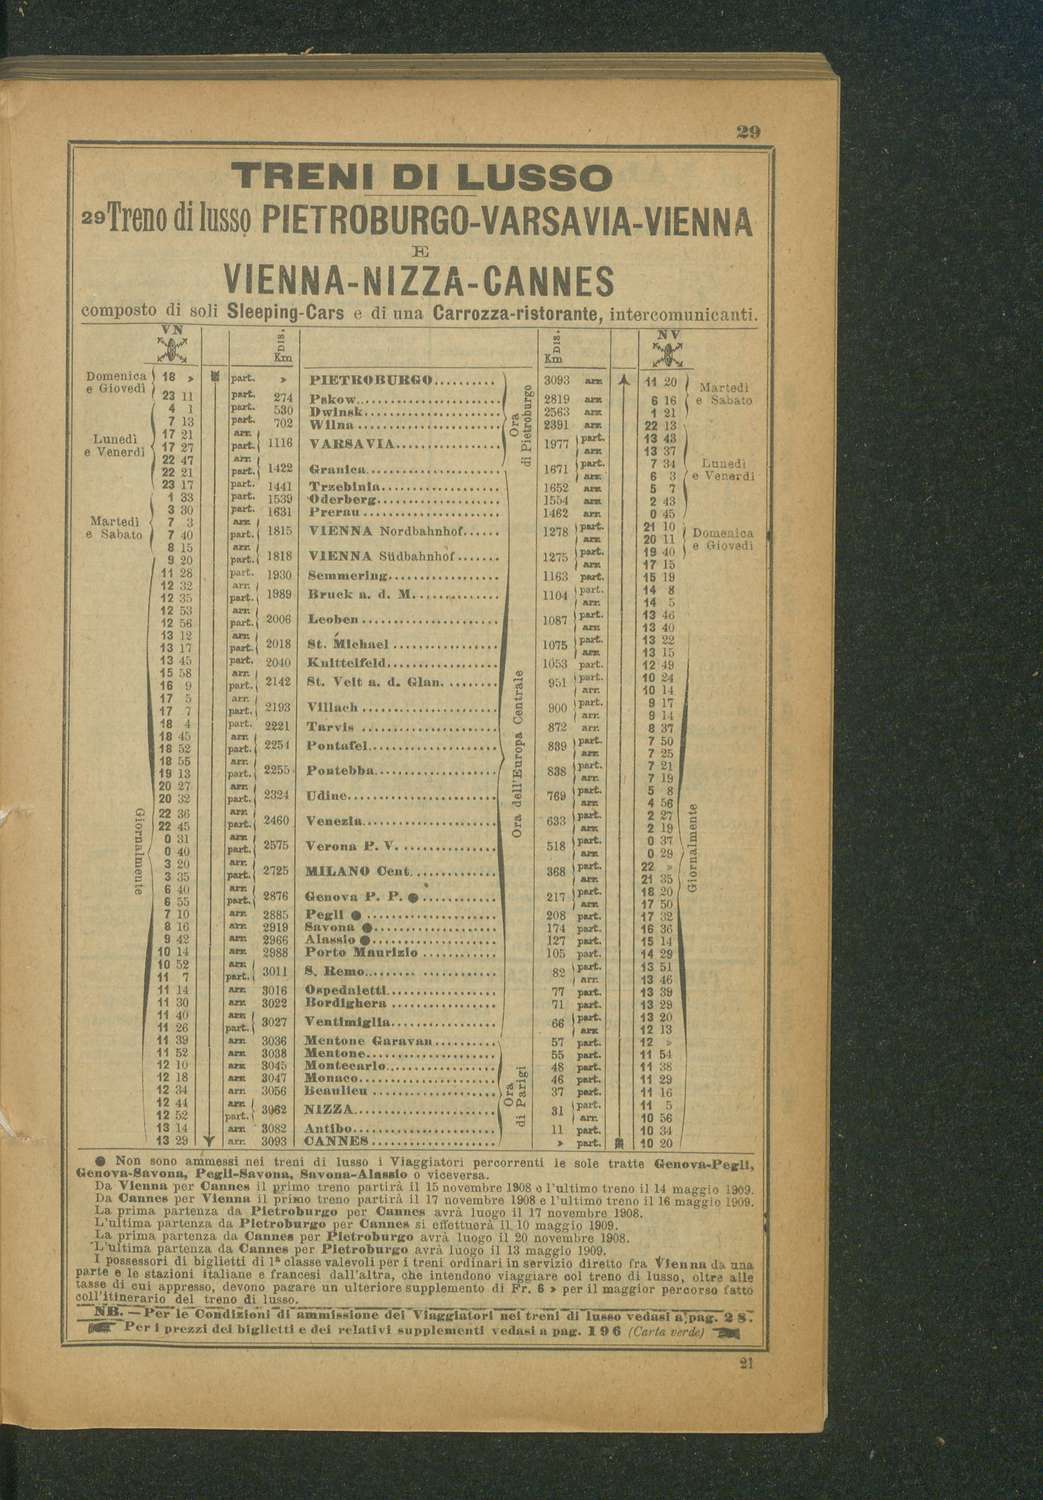 29
TRENI DI LUSSO
29 Treno di lusso PIETROBURGO-VARSAVIA-VIENNA
E
VIENNA-NIZZA-CANNES
composto di soli Sleeping-Cars e di una Carrozza-ristorante, intercomunicanti.
VN Dis. Km Dis. Km NV
Domenica e Giovedì 18 » part. » PIETROBURGO 3093 arr. 11 20 Martedì e Sabato
23 11 part. 274 Pskow 2819 arr. 6 16
4 1 part. 530 Dwinsk 2563 arr. 1 21
7 13 part. 702 Wilna 2391 arr. 22 13
Ora di Pietroburgo
Lunedì e Venerdì 17 21 arr. 17 27 part. 1116 VARSAVIA 1977 part. 13 43 arr. 13 37
22 47 arr. 22 21 part. 1422 Granica 1671 part. 7 34 arr. 6 3 Lunedì e Venerdì
23 17 part. 1441 Trzebinia 1652 arr. 5 7
1 33 part. 1539 Oderberg 1554 arr. 2 43
3 30 part. 1631 Prerau 1462 arr. 0 45
Martedì e Sabato 7 3 arr. 7 40 part. 1815 VIENNA Nordbahnhof 1278 part. 21 10 arr. 20 11 Domenica e Giovedì
8 15 arr. 9 20 part. 1818 VIENNA Südbahnhof 1275 part. 19 40 arr. 17 15
11 28 part. 1930 Semmering 1163 part. 15 19
12 32 arr. 12 35 part. 1989 Bruck a. d. M. 1104 part. 14 8 arr. 14 5
12 53 arr. 12 56 part. 2006 Leoben 1087 part. 13 46 arr. 13 40
13 12 arr. 13 17 part. 2018 St. Michael 1075 part. 13 22 arr. 13 15
13 45 part. 2040 Knittelfeld 1053 part. 12 49
15 58 arr. 16 9 part. 2142 St. Veit a. d. Glan. 951 part. 10 24 arr. 10 14
17 5 arr. 17 7 part. 2193 Villach 900 part. 9 17 arr. 9 14
18 4 part. 2221 Tarvis 872 arr. 8 37
18 45 arr. 18 52 part. 2254 Pontafel 839 part. 7 50 arr. 7 25
18 55 arr. 19 13 part. 2255 Pontebba 838 part. 7 21 arr. 7 19
Ora dell'Europa Centrale
20 27 arr. 20 32 part. 2324 Udine 769 part. 5 8 arr. 4 56
Giornalmente 22 36 arr. 22 45 part. 2460 Venezia 633 part. 2 27 arr. 2 19 Giornalmente
0 31 arr. 0 40 part. 2575 Verona P. V. 518 part. 0 37 arr. 0 29
3 20 arr. 3 35 part. 2725 MILANO Cent. 368 part. 22 » arr. 21 35
6 40 arr. 6 55 part. 2876 Genova P. P. ● 217 part. 18 20 arr. 17 50
7 10 arr. 2885 Pegli ● 208 part. 17 32
8 16 arr. 2919 Savona ● 174 part. 16 36
9 42 arr. 2966 Alassio ● 127 part. 15 14
10 14 arr. 2988 Porto Maurizio 105 part. 14 29
10 52 arr. 11 7 part. 3011 S. Remo 82 part. 13 51 arr. 13 46
11 14 arr. 3016 Ospedaletti 77 part. 13 39
11 30 arr. 3022 Bordighera 71 part. 13 29
11 40 arr. 11 26 part. 3027 Ventimiglia 66 part. 13 20 arr. 12 13
11 39 arr. 3036 Mentone Garavan 57 part. 12 »
11 52 arr. 3038 Mentone 55 part. 11 54
12 10 arr. 3045 Montecarlo 48 part. 11 38
12 18 arr. 3047 Monaco 46 part. 11 29
12 34 arr. 3056 Beaulieu 37 part. 11 16
Ora di Parigi
12 44 arr. 12 52 part. 3062 NIZZA 31 part. 11 5 arr. 10 56
13 14 arr. 3082 Antibo 11 part. 10 34
13 29 arr. 3093 CANNES » part. 10 20
● Non sono ammessi nei treni di lusso i Viaggiatori percorrenti le sole tratte Genova-Pegli,
Genova-Savona, Pegli-Savona, Savona-Alassio o viceversa.
Da Vienna per Cannes il primo treno partirà il 15 novembre 1908 e l'ultimo treno il 14 maggio 1909.
Da Cannes per Vienna il primo treno partirà il 17 novembre 1908 e l'ultimo treno il 16 maggio 1909.
La prima partenza da Pietroburgo per Cannes avrà luogo il 17 novembre 1908.
L'ultima partenza da Pietroburgo per Cannes si effettuerà il 10 maggio 1909.
La prima partenza da Cannes per Pietroburgo avrà luogo il 20 novembre 1908.
L'ultima partenza da Cannes per Pietroburgo avrà luogo il 13 maggio 1909.
I possessori di biglietti di 1ª classe valevoli per i treni ordinari in servizio diretto fra Vienna da una
parte e le stazioni italiane e francesi dall'altra, che intendono viaggiare col treno di lusso, oltre alle
tasse di cui appresso, devono pagare un ulteriore supplemento di Fr. 6 » per il maggior percorso fatto
coll'itinerario del treno di lusso.
NB. — Per le Condizioni di ammissione dei Viaggiatori nei treni di lusso vedasi a pag. 28.
Per i prezzi dei biglietti e dei relativi supplementi vedasi a pag. 196 (Carta verde)
21